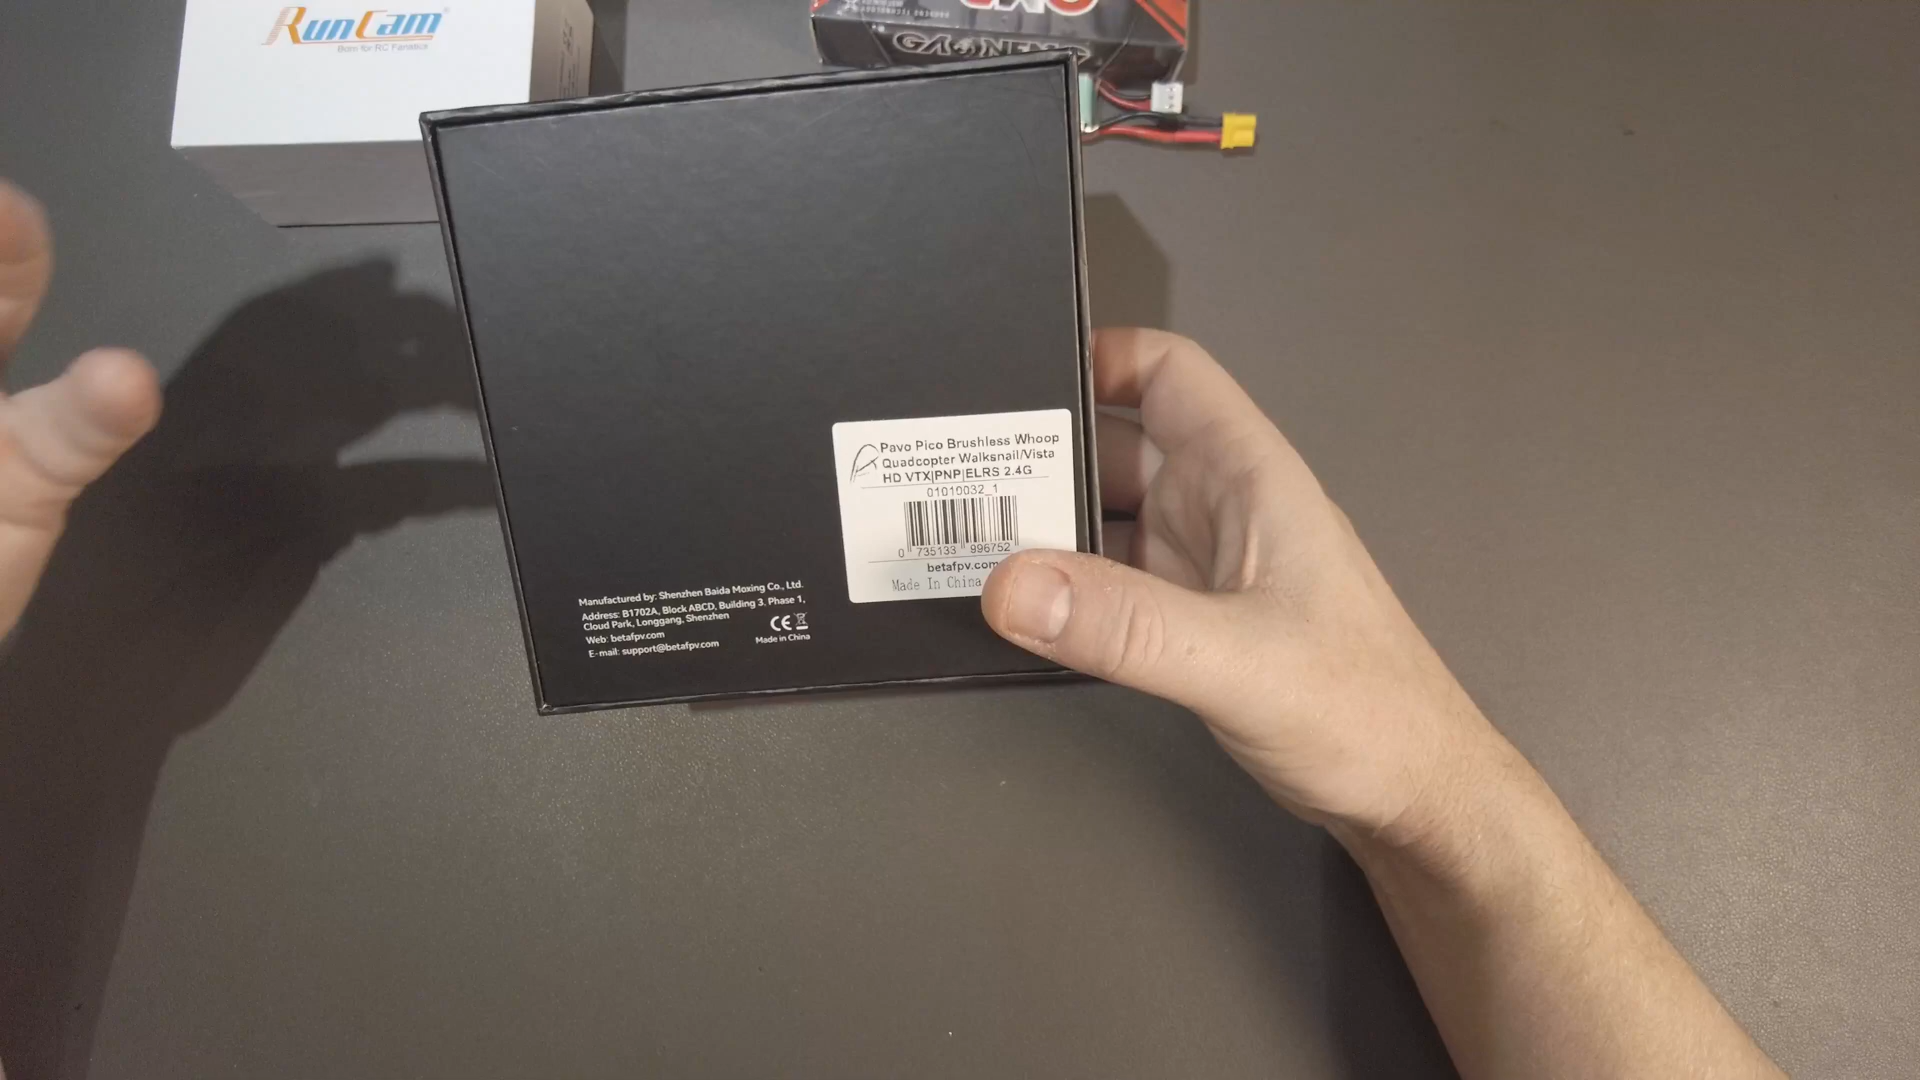 RunCam
Born for RC Fanatics
GAONENG
Pavo Pico Brushless Whoop
Quadcopter Walksnail/Vista
HD VTX|PNP|ELRS 2.4G
01010032_1
0 735133 996752
betafpv.com
Made In China
Manufactured by: Shenzhen Baida Moxing Co., Ltd.
Address: B1702A, Block ABCD, Building 3, Phase 1,
Cloud Park, Longgang, Shenzhen
Web: betafpv.com
E-mail: support@betafpv.com
CE
Made in China